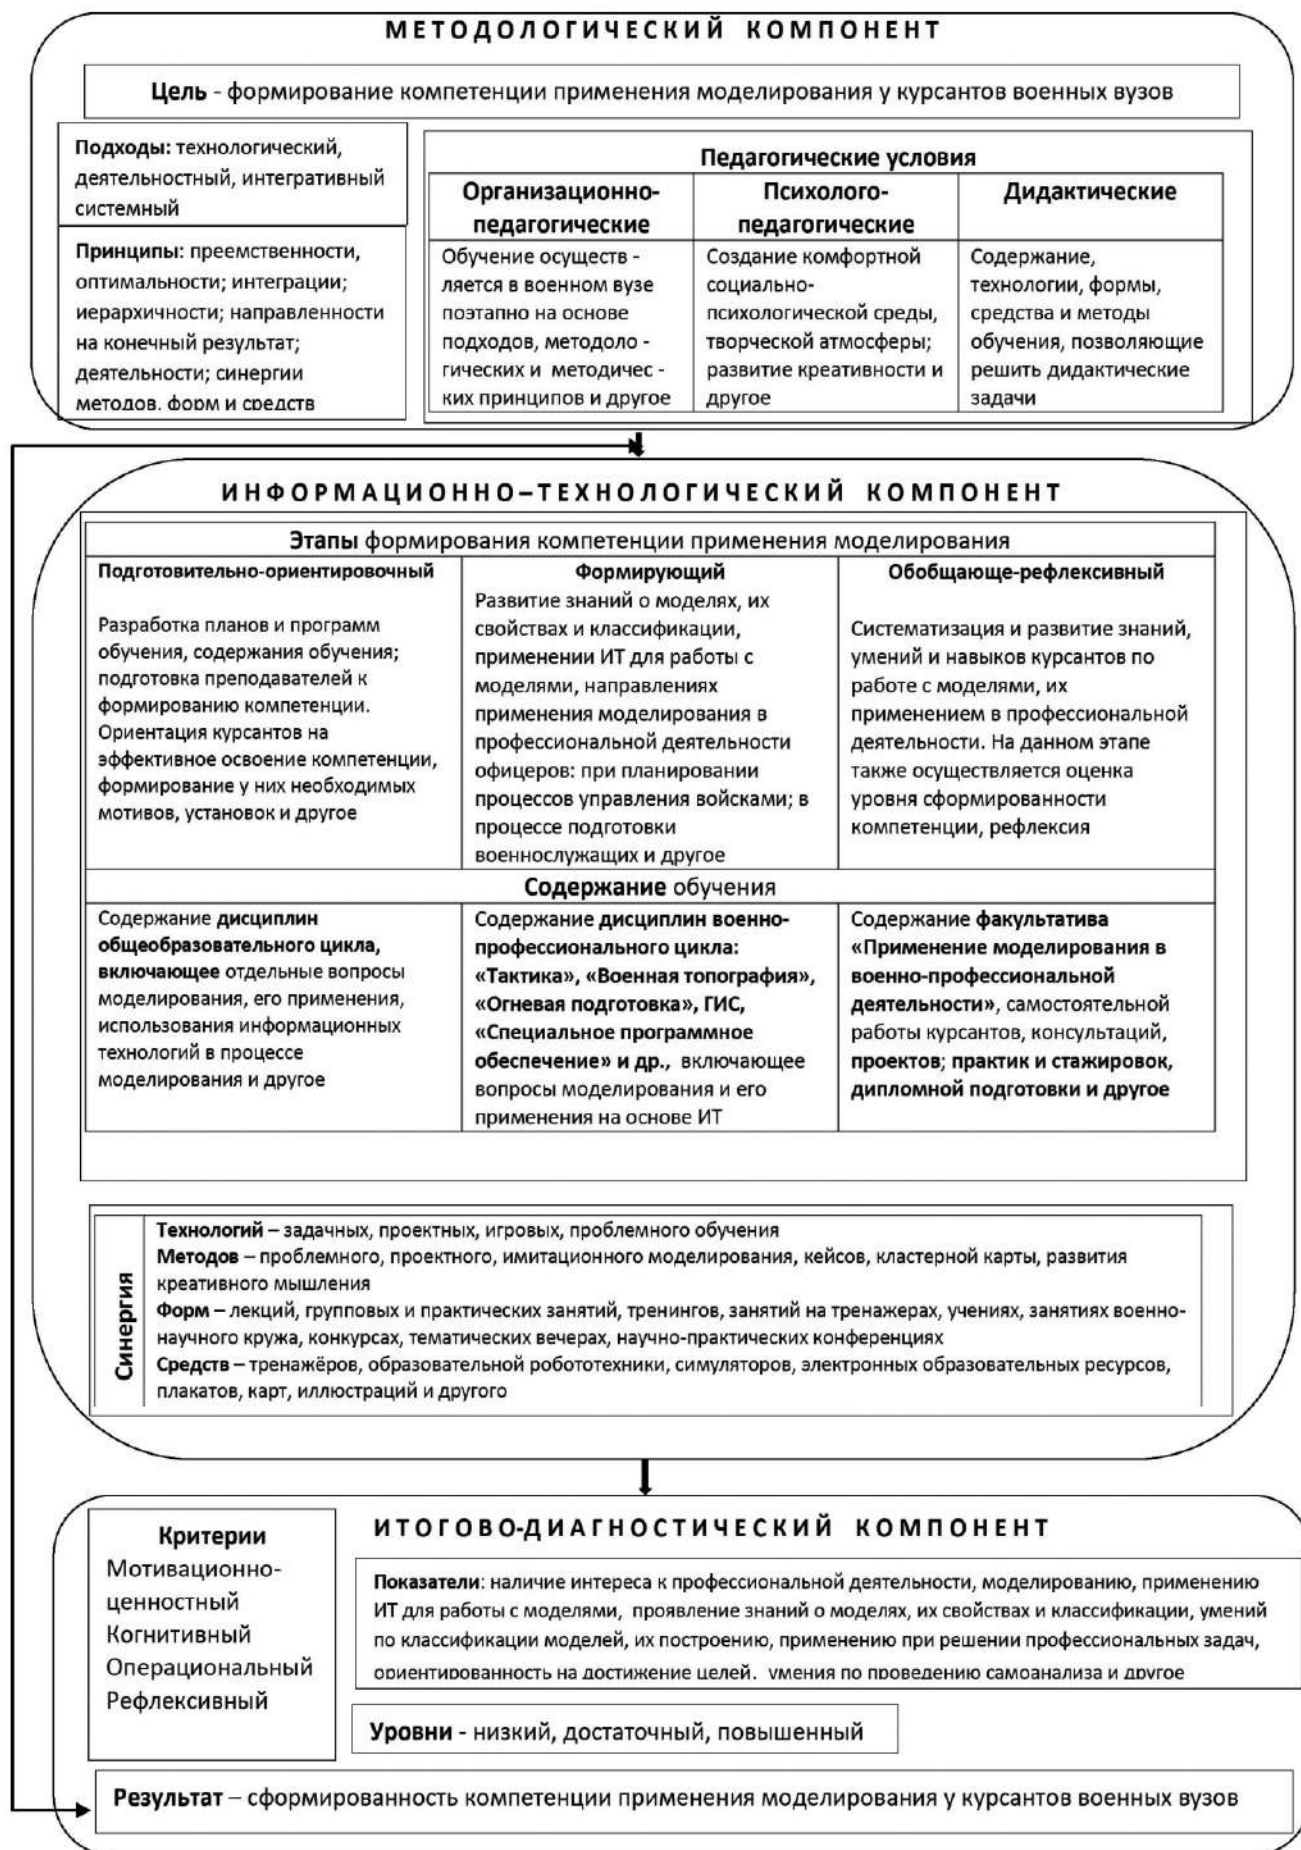 МЕТОДОЛОГИЧЕСКИЙ КОМПОНЕНТ
Цель - формирование компетенции применения моделирования у курсантов военных вузов
Подходы: технологический,
деятельностный, интегративный
системный
Принципы: преемственности,
оптимальности; интеграции;
иерархичности; направленности
на конечный результат;
деятельности; синергии
методов, форм и средств
Педагогические условия
Организационно-
педагогические
Обучение осуществ -
ляется в военном вузе
поэтапно на основе
подходов, методоло -
гических и методичес -
ких принципов и другое
Психолого-
педагогические
Создание комфортной
социально-
психологической среды,
творческой атмосферы;
развитие креативности и
другое
Дидактические
Содержание,
технологии, формы,
средства и методы
обучения, позволяющие
решить дидактические
задачи
ИНФОРМАЦИОННО–ТЕХНОЛОГИЧЕСКИЙ КОМПОНЕНТ
Этапы формирования компетенции применения моделирования
Подготовительно-ориентировочный
Разработка планов и программ
обучения, содержания обучения;
подготовка преподавателей к
формированию компетенции.
Ориентация курсантов на
эффективное освоение компетенции,
формирование у них необходимых
мотивов, установок и другое
Формирующий
Развитие знаний о моделях, их
свойствах и классификации,
применении ИТ для работы с
моделями, направлениях
применения моделирования в
профессиональной деятельности
офицеров: при планировании
процессов управления войсками; в
процессе подготовки
военнослужащих и другое
Обобщающе-рефлексивный
Систематизация и развитие знаний,
умений и навыков курсантов по
работе с моделями, их
применением в профессиональной
деятельности. На данном этапе
также осуществляется оценка
уровня сформированности
компетенции, рефлексия
Содержание обучения
Содержание дисциплин
общеобразовательного цикла,
включающее отдельные вопросы
моделирования, его применения,
использования информационных
технологий в процессе
моделирования и другое
Содержание дисциплин военно-
профессионального цикла:
«Тактика», «Военная топография»,
«Огневая подготовка», ГИС,
«Специальное программное
обеспечение» и др., включающее
вопросы моделирования и его
применения на основе ИТ
Содержание факультатива
«Применение моделирования в
военно-профессиональной
деятельности», самостоятельной
работы курсантов, консультаций,
проектов; практик и стажировок,
дипломной подготовки и другое
Синергия
Технологий – задачных, проектных, игровых, проблемного обучения
Методов – проблемного, проектного, имитационного моделирования, кейсов, кластерной карты, развития
креативного мышления
Форм – лекций, групповых и практических занятий, тренингов, занятий на тренажерах, учениях, занятиях военно-
научного кружа, конкурсах, тематических вечерах, научно-практических конференциях
Средств – тренажёров, образовательной робототехники, симуляторов, электронных образовательных ресурсов,
плакатов, карт, иллюстраций и другого
Критерии
Мотивационно-
ценностный
Когнитивный
Операциональный
Рефлексивный
ИТОГОВО-ДИАГНОСТИЧЕСКИЙ КОМПОНЕНТ
Показатели: наличие интереса к профессиональной деятельности, моделированию, применению
ИТ для работы с моделями, проявление знаний о моделях, их свойствах и классификации, умений
по классификации моделей, их построению, применению при решении профессиональных задач,
ориентированность на достижение целей, умения по проведению самоанализа и другое
Уровни - низкий, достаточный, повышенный
Результат – сформированность компетенции применения моделирования у курсантов военных вузов